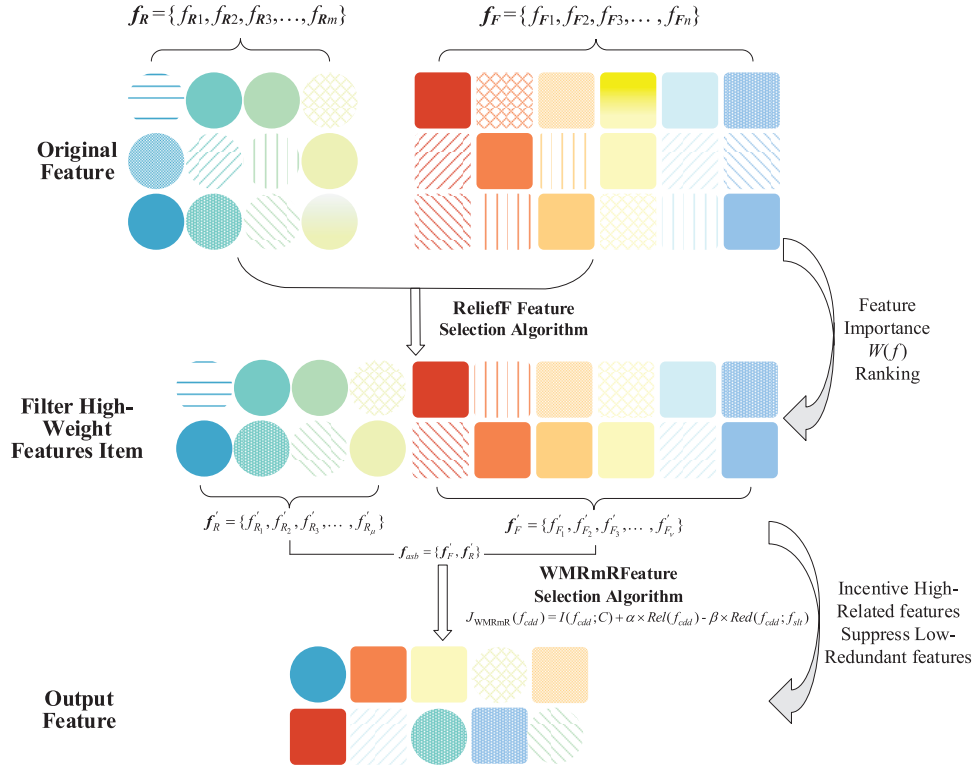 f_R = {f_R1, f_R2, f_R3, ..., f_Rm}
f_F = {f_F1, f_F2, f_F3, ..., f_Fn}
Original
Feature
ReliefF Feature
Selection Algorithm
Feature
Importance
W(f)
Ranking
Filter High-
Weight
Features Item
f'_R = {f'_R1, f'_R2, f'_R3, ..., f'_Rμ}
f'_F = {f'_F1, f'_F2, f'_F3, ..., f'_Fv}
f_asb = {f'_F, f'_R}
WMRmRFeature
Selection Algorithm
J_WMRmR(f_cdd) = I(f_cdd; C) + α × Rel(f_cdd) - β × Red(f_cdd; f_slt)
Incentive High-
Related features
Suppress Low-
Redundant features
Output
Feature